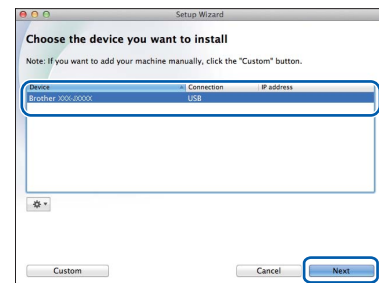 Setup Wizard
Choose the device you want to install
Note: If you want to add your machine manually, click the "Custom" button.
Device Connection IP address
Brother XXX-XXXXX USB
Custom Cancel Next